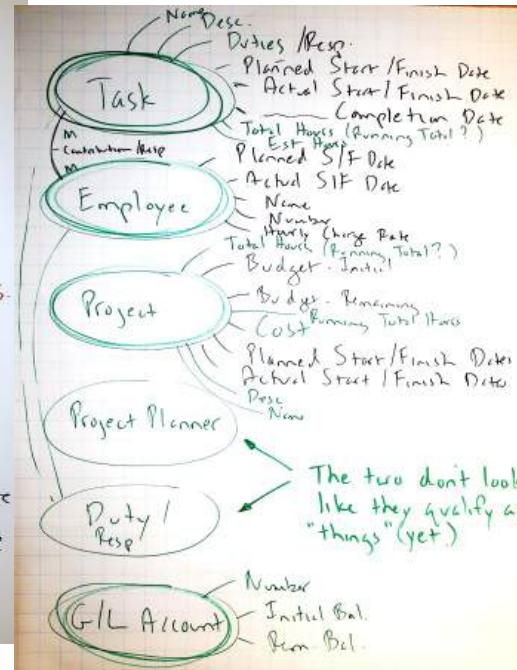 Name
Desc.
Duties / Resp.
Planned Start / Finish Date
Actual Start / Finish Date
Completion Date
Task
Total Hours (Running Total?)
Est Hours
M
Contribution / Resp
M
Planned S/F Date
Actual S/F Date
Employee
Name
Number
Hourly Charge Rate
Total Hours (Running Total?)
Budget - Initial
Project
Budget - Remaining
Running Total Hours
Cost
Planned Start / Finish Dates
Actual Start / Finish Dates
Desc
Name
Project Planner
The two don't look
like they qualify a
"things" (yet)
Duty /
Resp
Number
G/L Account
Initial Bal.
Rem. Bal.